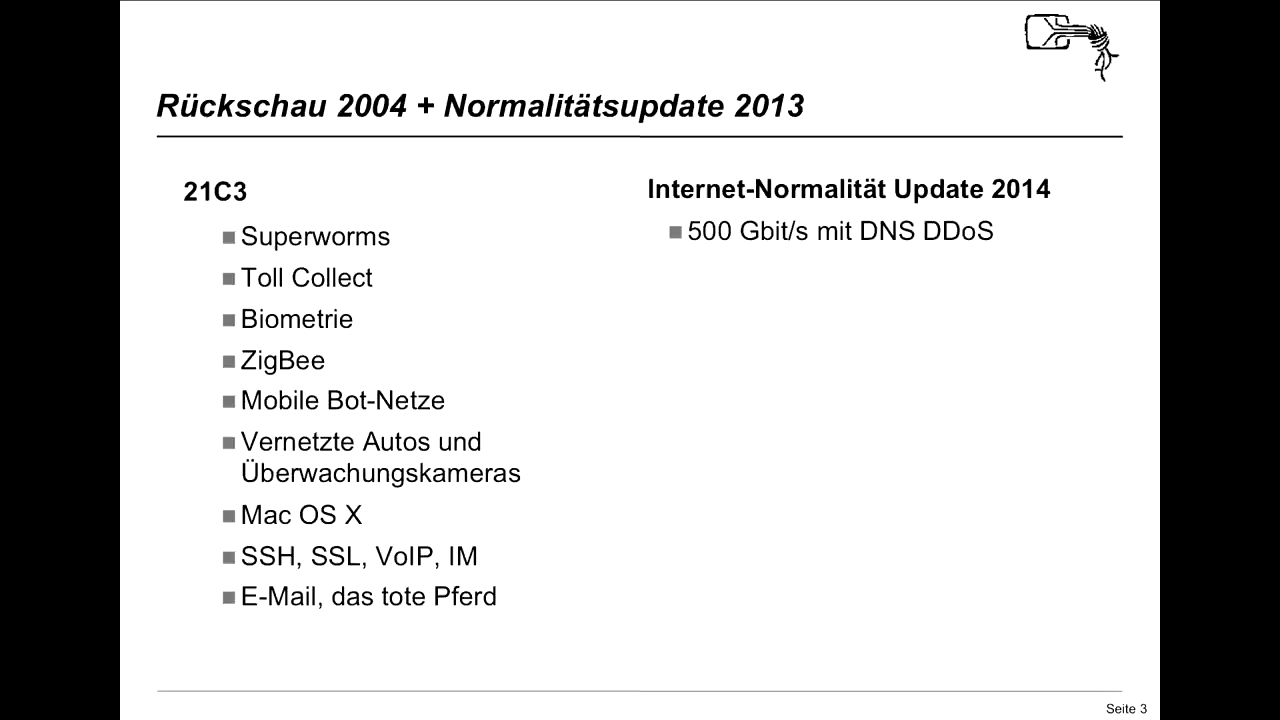 Rückschau 2004 + Normalitätsupdate 2013
21C3
Superworms
Toll Collect
Biometrie
ZigBee
Mobile Bot-Netze
Vernetzte Autos und
Überwachungskameras
Mac OS X
SSH, SSL, VoIP, IM
E-Mail, das tote Pferd
Internet-Normalität Update 2014
500 Gbit/s mit DNS DDoS
Seite 3